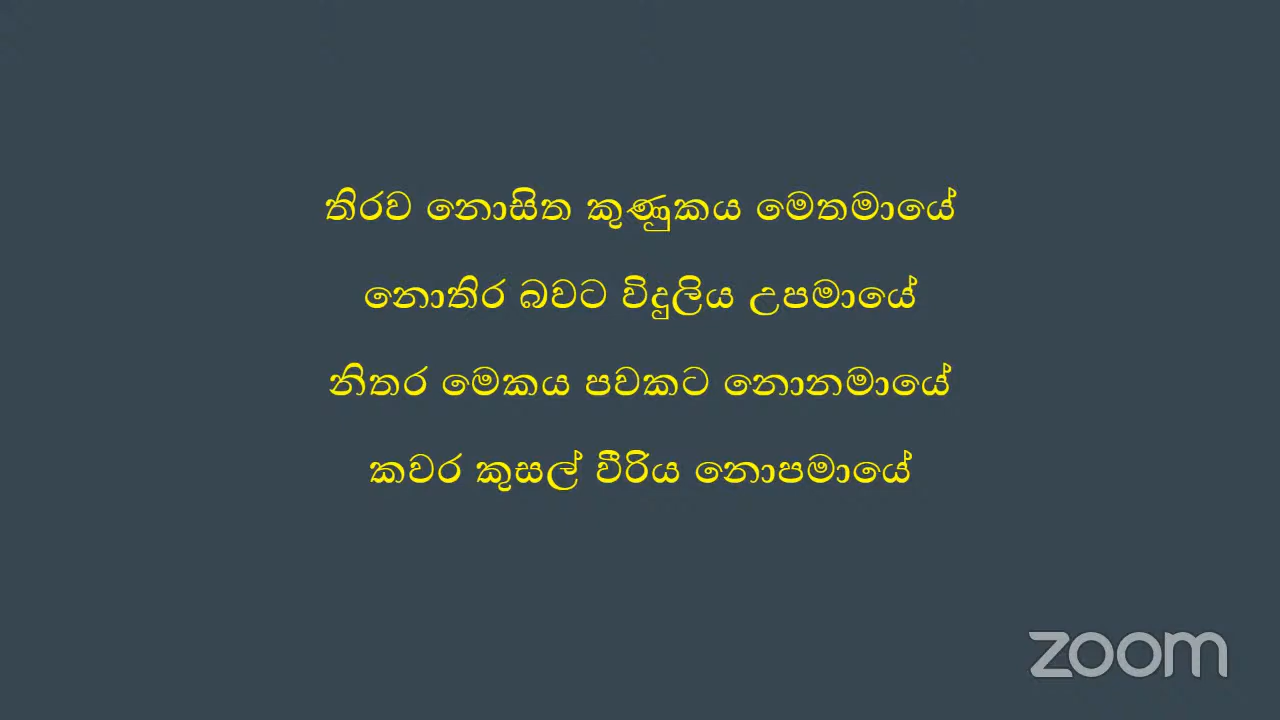 තිරව නොසිත කුණුකය මෙතමායේ
නොතිර බවට විදුලිය උපමායේ
නිතර මෙකය පවකට නොනමායේ
කවර කුසල් වීරිය නොපමායේ
zoom